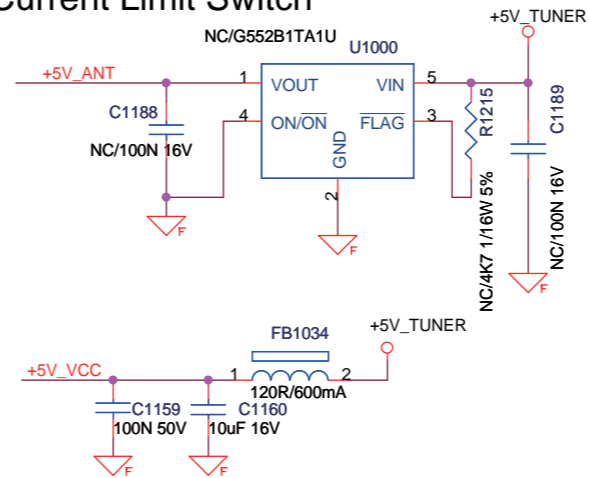 Current Limit Switch
+5V_TUNER
NC/G552B1TA1U
U1000
+5V_ANT
1
VOUT
VIN
5
C1188
4
ON/ON
FLAG
3
R1215
C1189
NC/100N 16V
GND
2
NC/4K7 1/16W 5%
NC/100N 16V
F
F
F
+5V_TUNER
FB1034
+5V_VCC
1
2
120R/600mA
C1159
100N 50V
C1160
10uF 16V
F
F